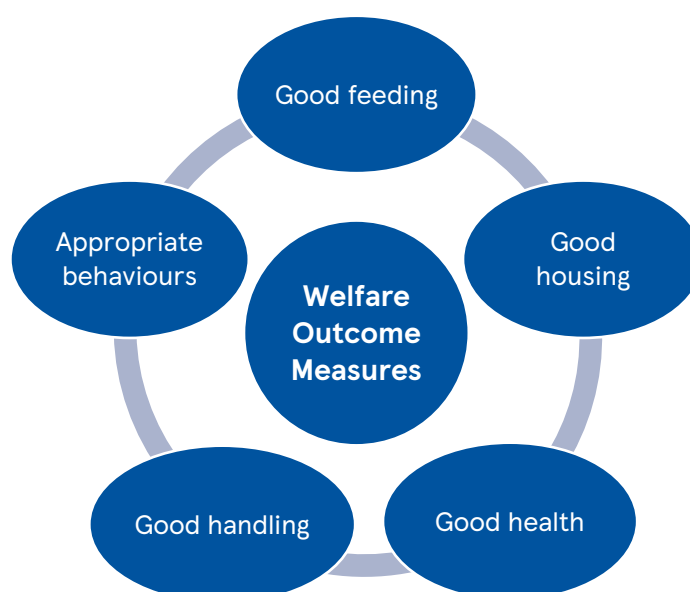 Good feeding
Appropriate
behaviours
Good
housing
Welfare
Outcome
Measures
Good handling
Good health